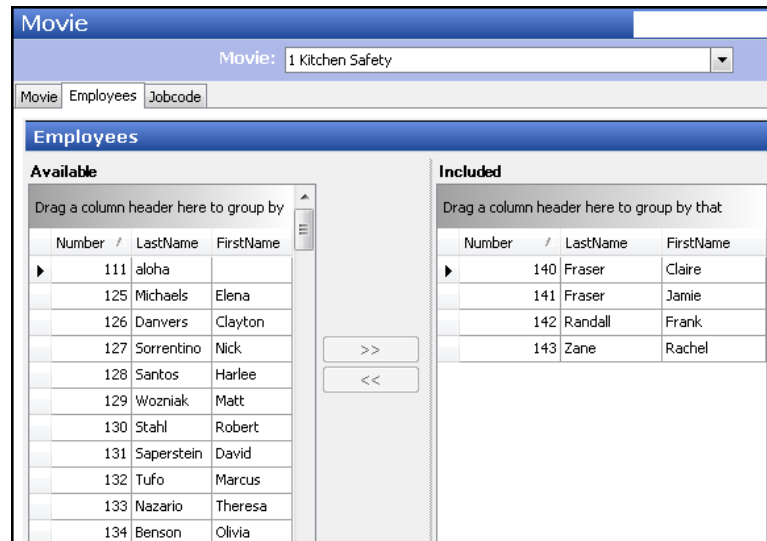 Movie
Movie: 1 Kitchen Safety
Movie Employees Jobcode
Employees
Available
Drag a column header here to group by
Number / LastName FirstName
111 aloha
125 Michaels Elena
126 Danvers Clayton
127 Sorrentino Nick
128 Santos Harlee
129 Wozniak Matt
130 Stahl Robert
131 Saperstein David
132 Tufo Marcus
133 Nazario Theresa
134 Benson Olivia
>>
<<
Included
Drag a column header here to group by that
Number / LastName FirstName
140 Fraser Claire
141 Fraser Jamie
142 Randall Frank
143 Zane Rachel